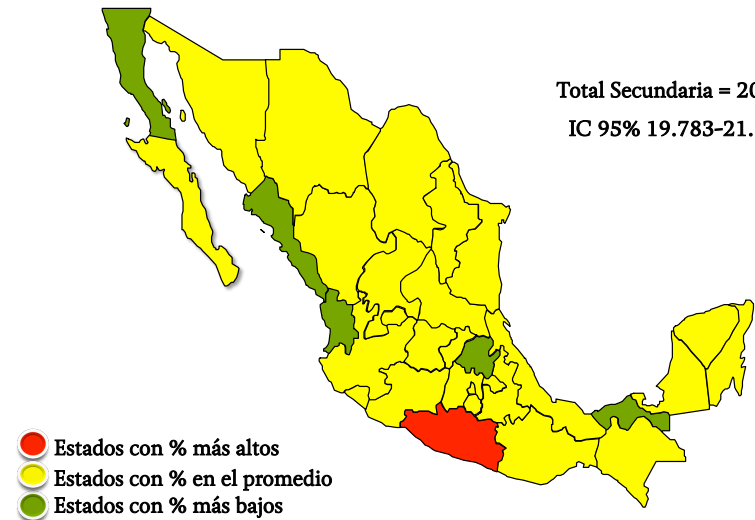 Total Secundaria = 20
IC 95% 19.783-21.
Estados con % más altos
Estados con % en el promedio
Estados con % más bajos